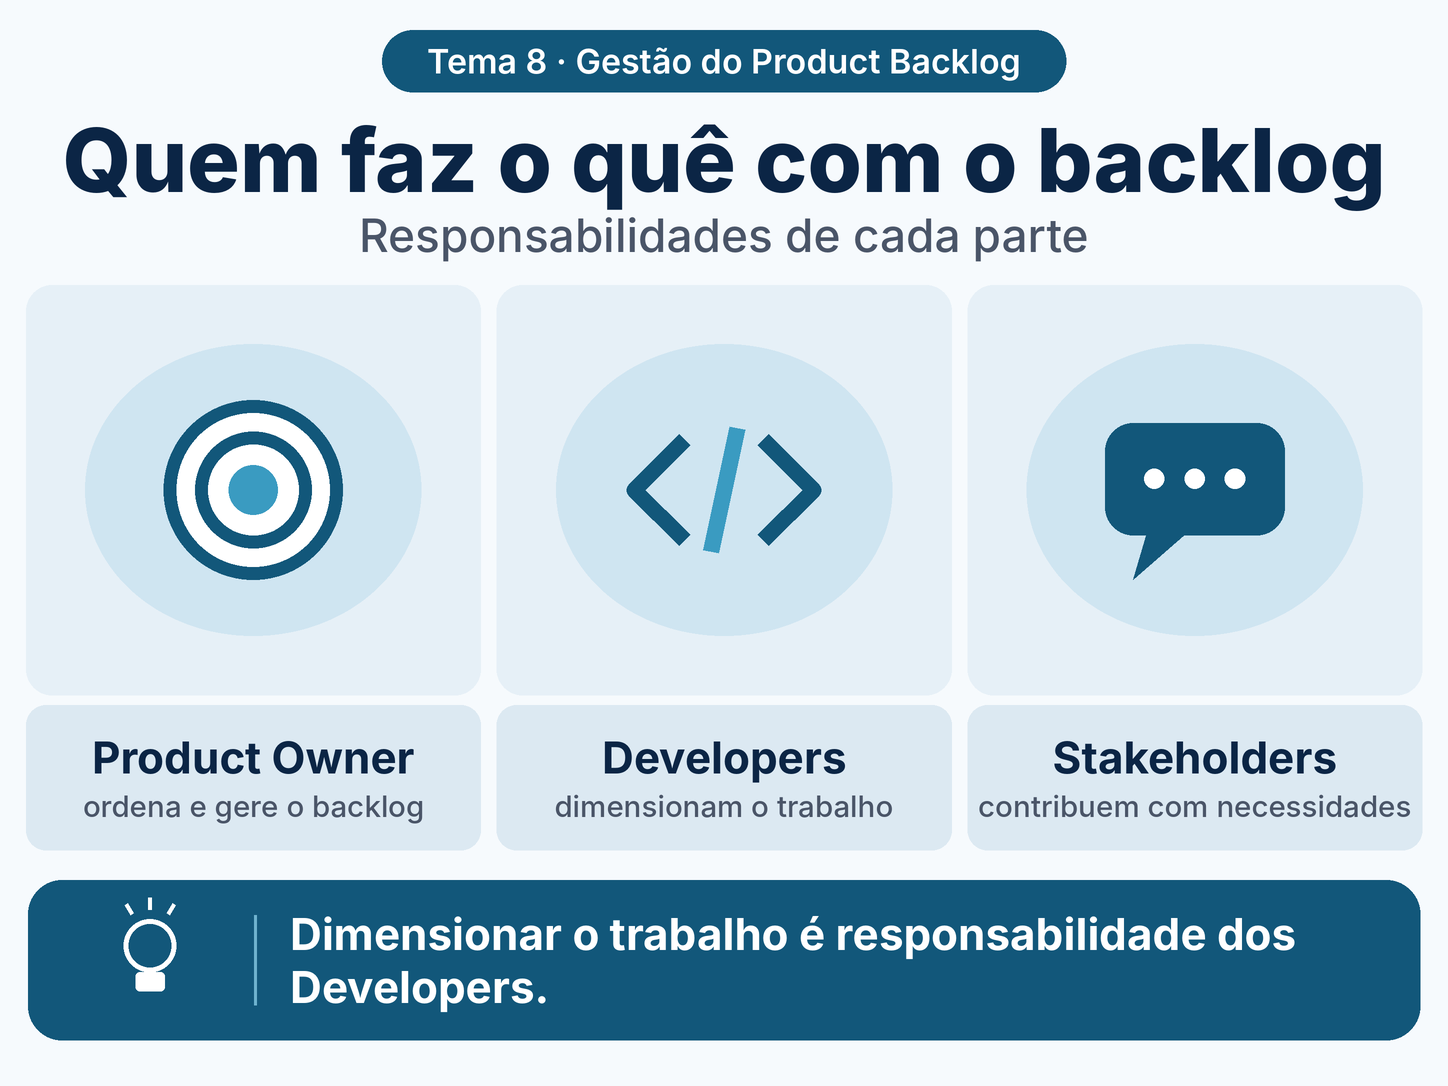 Tema 8 · Gestão do Product Backlog
Quem faz o quê com o backlog
Responsabilidades de cada parte
Product Owner
ordena e gere o backlog
Developers
dimensionam o trabalho
Stakeholders
contribuem com necessidades
Dimensionar o trabalho é responsabilidade dos
Developers.